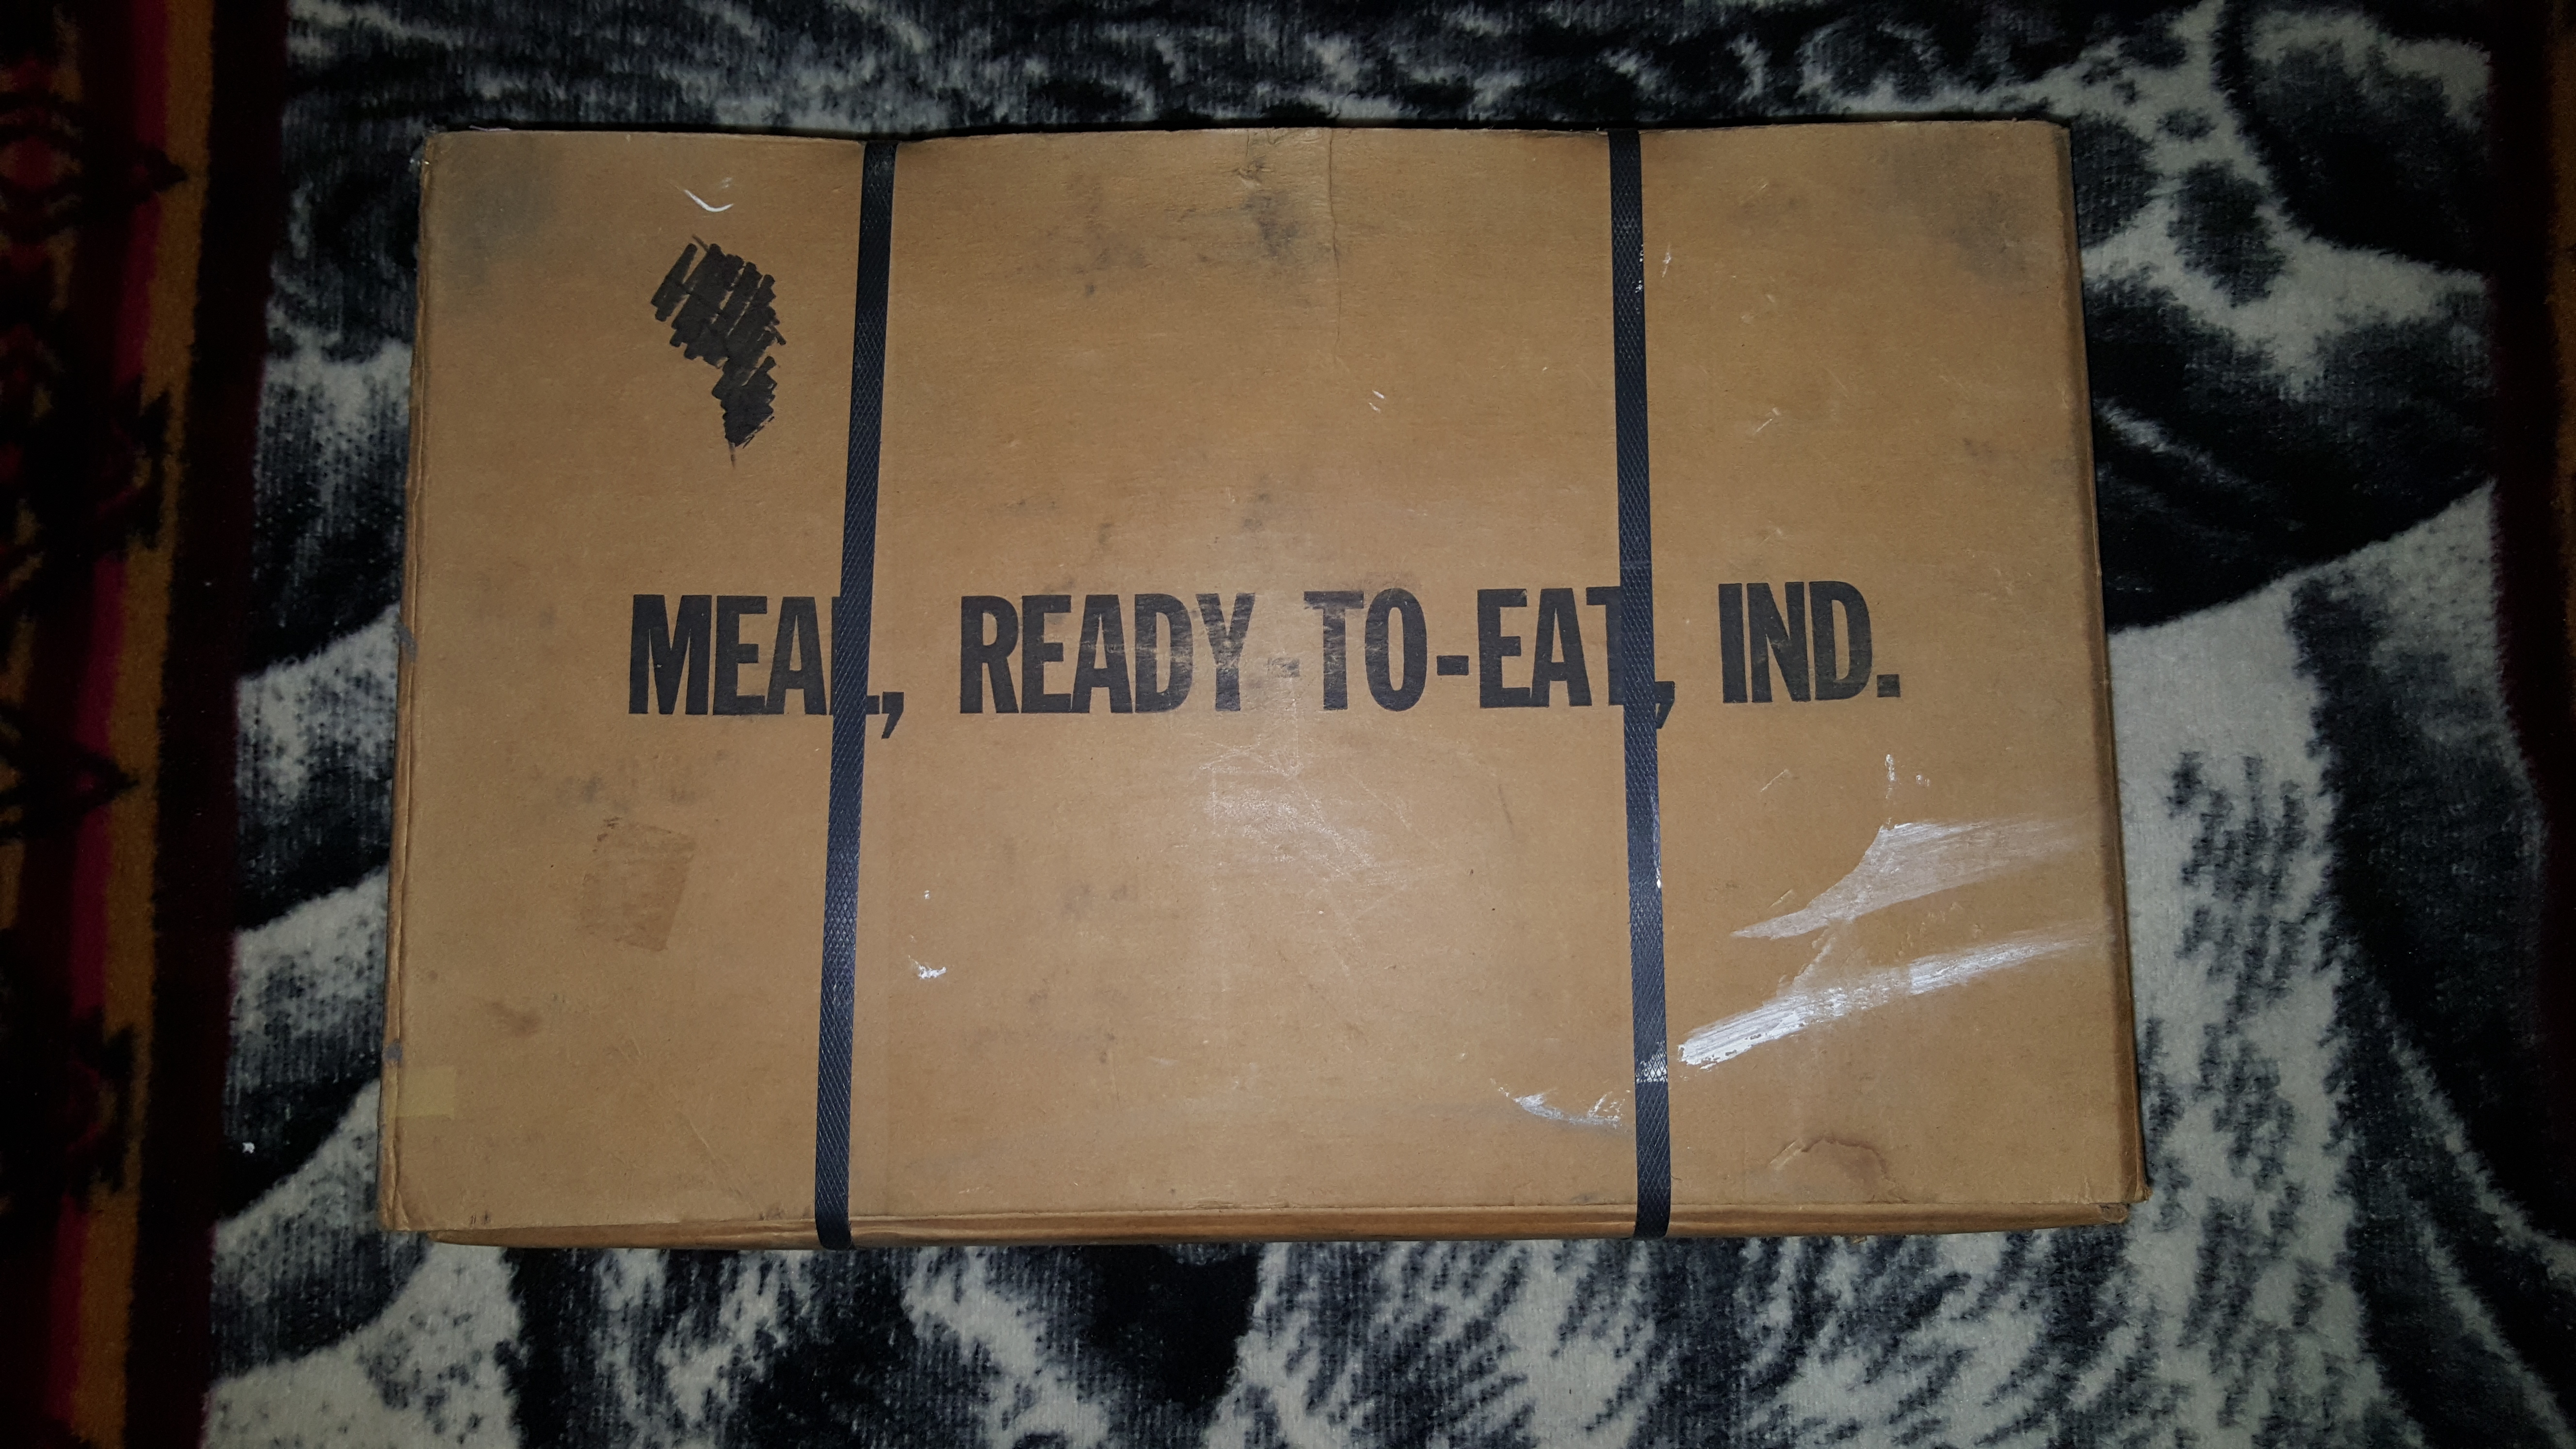 MEAL, READY-TO-EAT, IND.